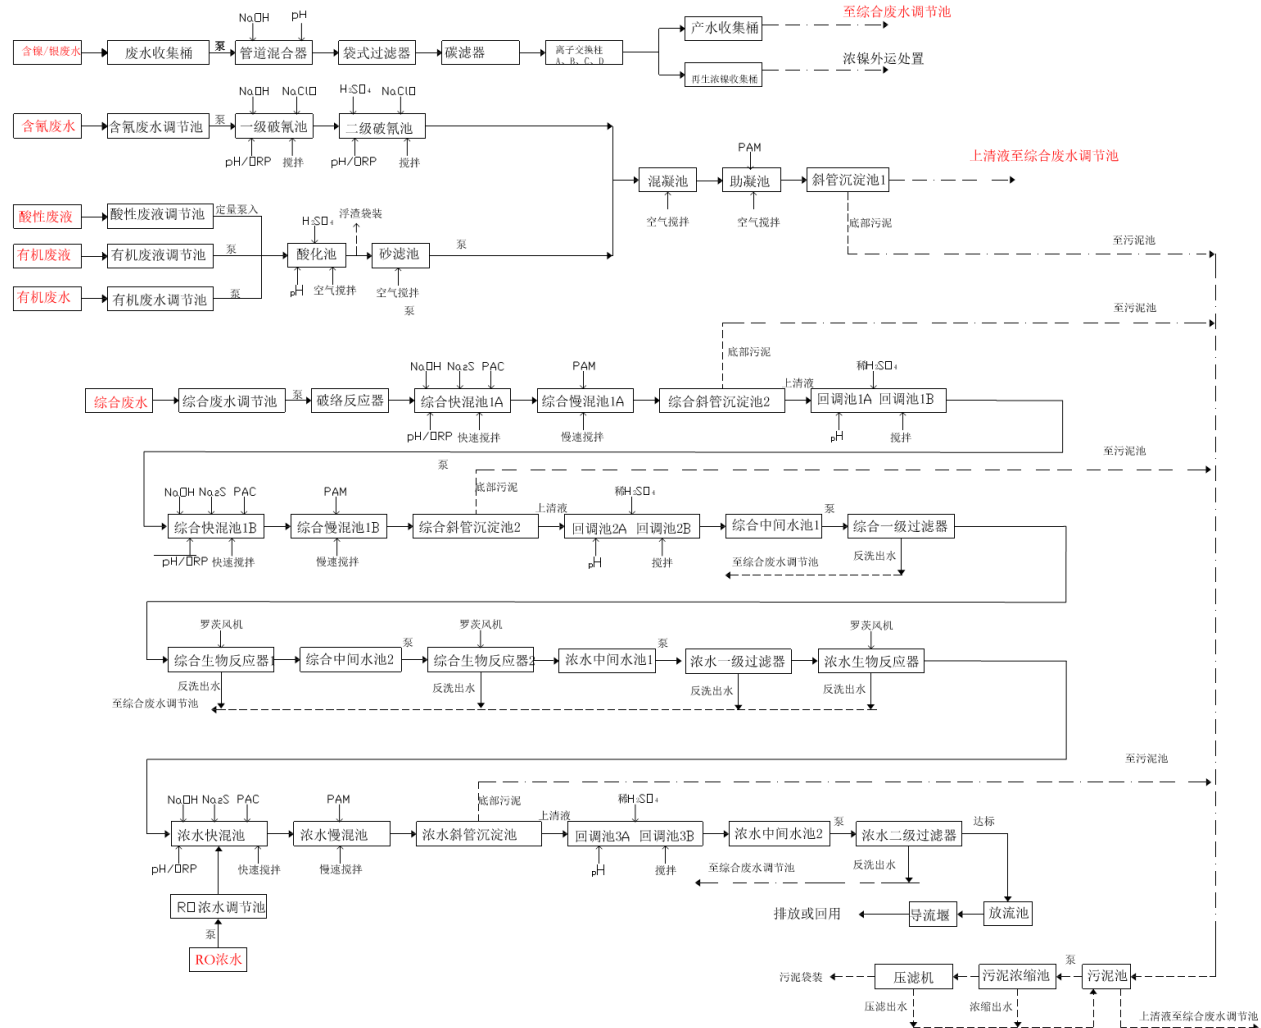 NaOH
pH
至综合废水调节池
含镍/银废水
废水收集桶
泵
管道混合器
袋式过滤器
碳滤器
离子交换柱
A、B、C、D
产水收集桶
浓镍外运处置
再生浓镍收集桶
NaOH
NaClO
H₂SO₄
NaClO
含氰废水
含氰废水调节池
泵
一级破氰池
二级破氰池
pH/ORP
搅拌
pH/ORP
搅拌
PAM
上清液至综合废水调节池
混凝池
助凝池
斜管沉淀池1
空气搅拌
空气搅拌
底部污泥
至污泥池
酸性废液
酸性废液调节池
定量泵入
H₂SO₄
浮渣袋装
有机废液
有机废液调节池
泵
酸化池
砂滤池
泵
有机废水
有机废水调节池
泵
pH
空气搅拌
空气搅拌
泵
至污泥池
底部污泥
NaOH
Na₂S
PAC
PAM
上清液
稀H₂SO₄
综合废水
综合废水调节池
泵
破络反应器
综合快混池1A
综合慢混池1A
综合斜管沉淀池2
回调池1A 回调池1B
pH/ORP
快速搅拌
慢速搅拌
pH
搅拌
至污泥池
泵
NaOH
Na₂S
PAC
PAM
底部污泥
上清液
稀H₂SO₄
综合快混池1B
综合慢混池1B
综合斜管沉淀池2
回调池2A 回调池2B
综合中间水池1
泵
综合一级过滤器
pH/ORP
快速搅拌
慢速搅拌
pH
搅拌
至综合废水调节池
反洗出水
罗茨风机
罗茨风机
罗茨风机
综合生物反应器1
综合中间水池2
泵
综合生物反应器2
浓水中间水池1
泵
浓水一级过滤器
浓水生物反应器
反洗出水
反洗出水
反洗出水
反洗出水
至综合废水调节池
至污泥池
NaOH
Na₂S
PAC
PAM
底部污泥
上清液
稀H₂SO₄
浓水快混池
浓水慢混池
浓水斜管沉淀池
回调池3A 回调池3B
浓水中间水池2
泵
浓水二级过滤器
达标
pH/ORP
快速搅拌
慢速搅拌
pH
搅拌
至综合废水调节池
反洗出水
RO浓水调节池
泵
RO浓水
排放或回用
导流堰
放流池
污泥袋装
压滤机
污泥浓缩池
泵
污泥池
压滤出水
浓缩出水
上清液至综合废水调节池